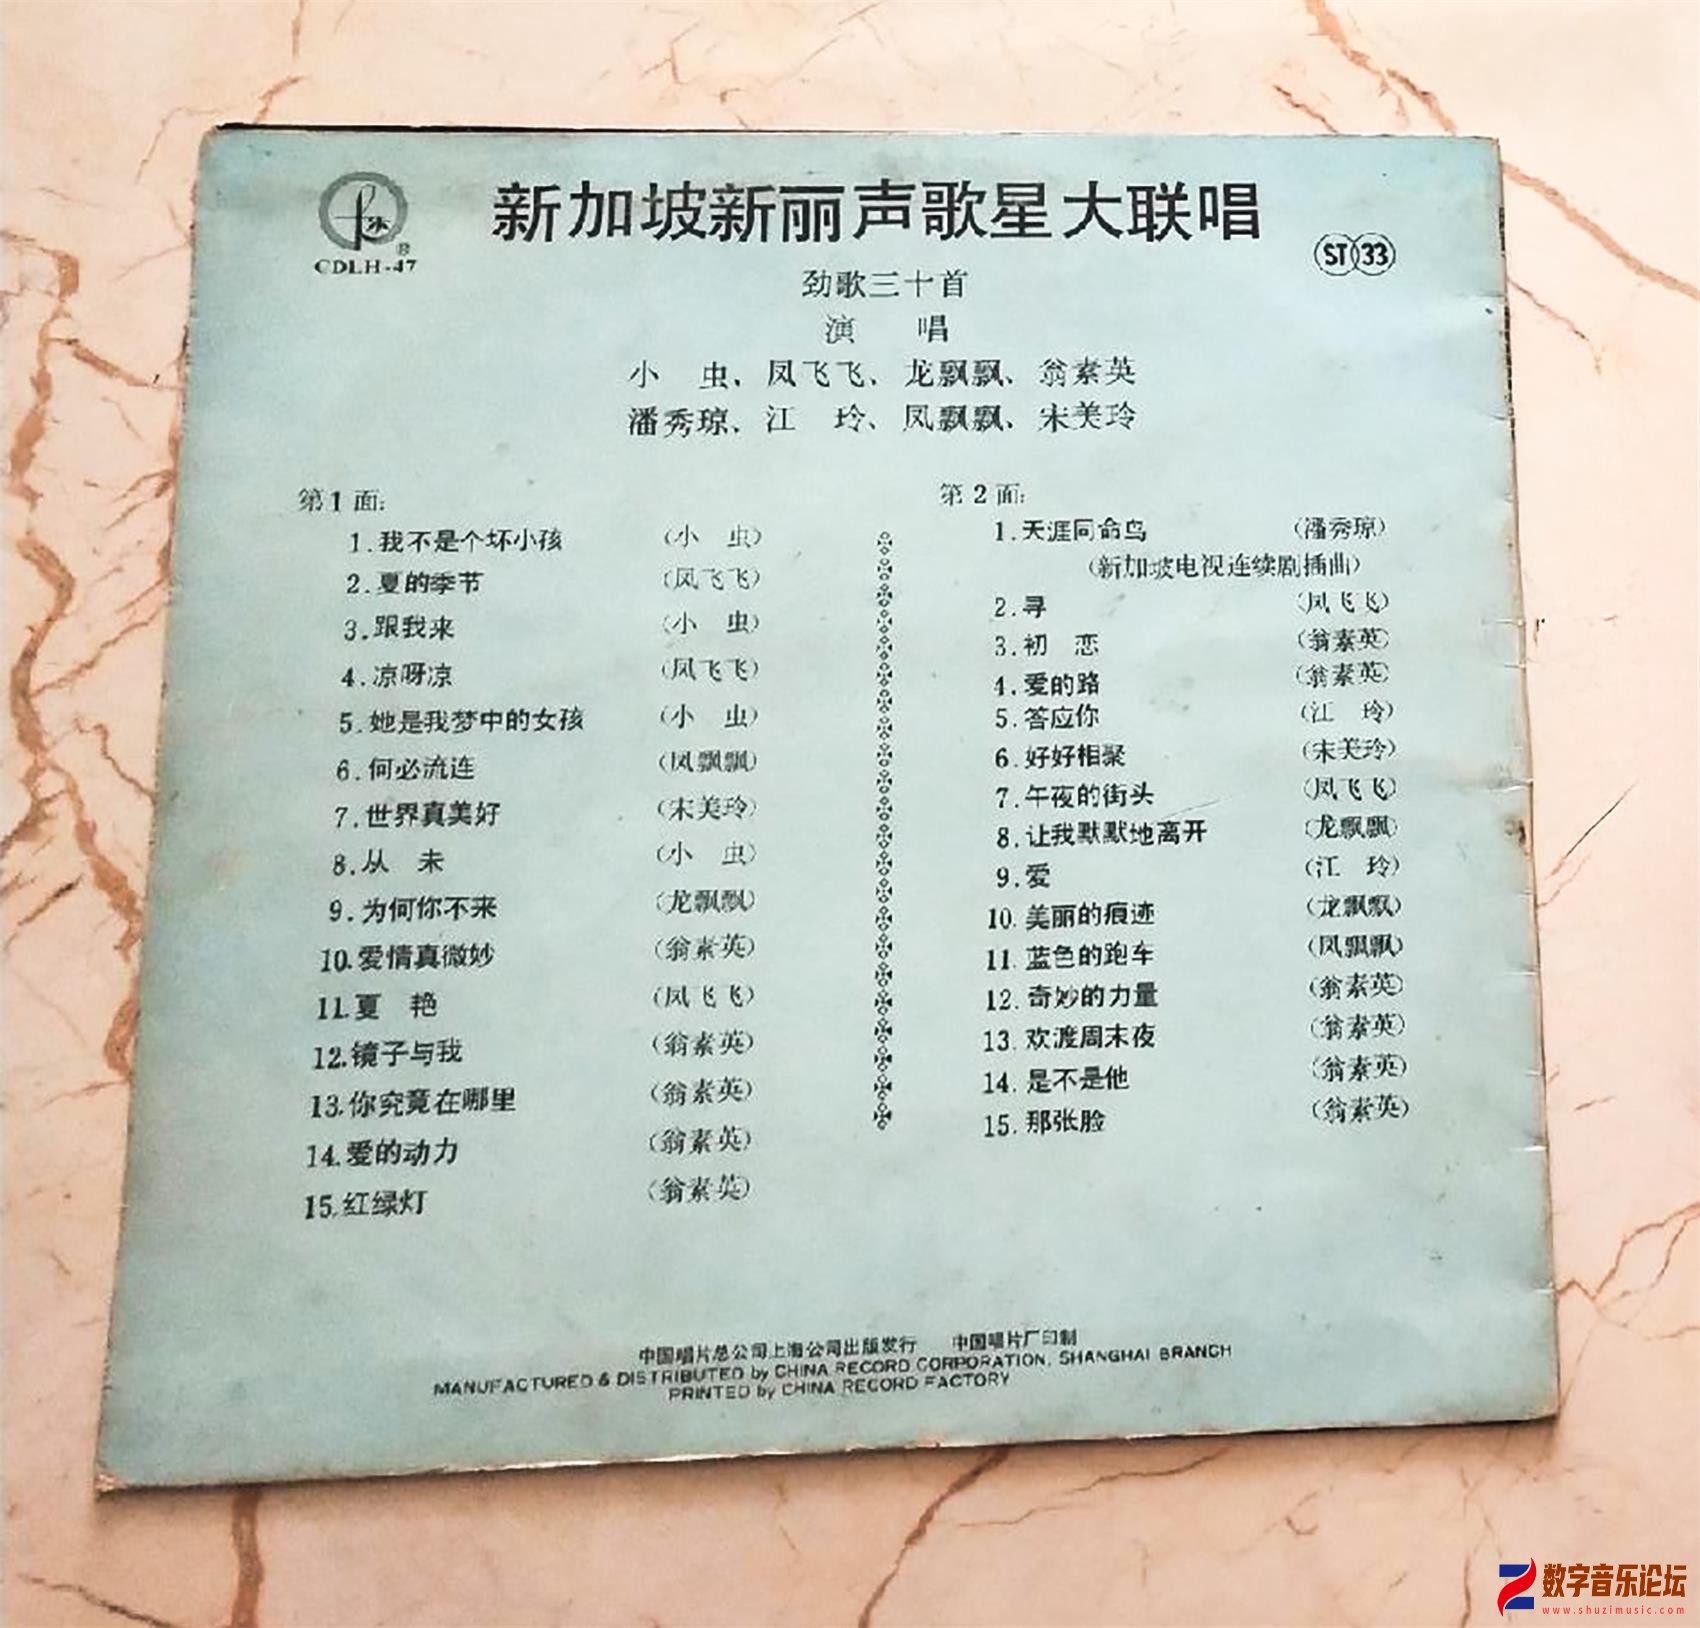 新加坡新丽声歌星大联唱
®
CDLH-47
ST 33
劲歌三十首
演 唱
小 虫、凤飞飞、龙飘飘、翁素英
潘秀琼、江 玲、凤飘飘、宋美玲
第1面:
1.我不是个坏小孩 (小 虫)
2.夏的季节 (凤飞飞)
3.跟我来 (小 虫)
4.凉呀凉 (凤飞飞)
5.她是我梦中的女孩 (小 虫)
6.何必流连 (凤飘飘)
7.世界真美好 (宋美玲)
8.从 未 (小 虫)
9.为何你不来 (龙飘飘)
10.爱情真微妙 (翁素英)
11.夏 艳 (凤飞飞)
12.镜子与我 (翁素英)
13.你究竟在哪里 (翁素英)
14.爱的动力 (翁素英)
15.红绿灯 (翁素英)
第2面:
1.天涯同命鸟 (潘秀琼)
(新加坡电视连续剧插曲)
2.寻 (凤飞飞)
3.初 恋 (翁素英)
4.爱的路 (翁素英)
5.答应你 (江 玲)
6.好好相聚 (宋美玲)
7.午夜的街头 (凤飞飞)
8.让我默默地离开 (龙飘飘)
9.爱 (江 玲)
10.美丽的痕迹 (龙飘飘)
11.蓝色的跑车 (凤飘飘)
12.奇妙的力量 (翁素英)
13.欢渡周末夜 (翁素英)
14.是不是他 (翁素英)
15.那张脸 (翁素英)
中国唱片总公司上海公司出版发行 中国唱片厂印制
MANUFACTURED & DISTRIBUTED by CHINA RECORD CORPORATION, SHANGHAI BRANCH
PRINTED by CHINA RECORD FACTORY
数字音乐论坛
www.shuzimusic.com